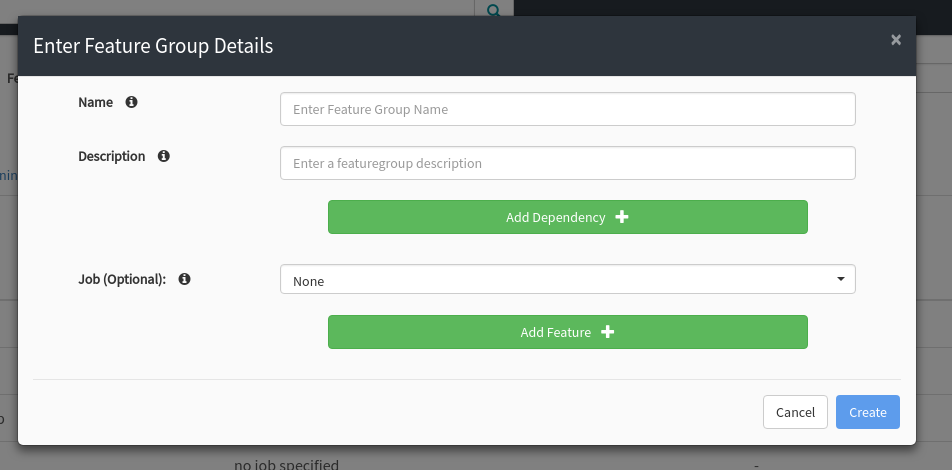 Enter Feature Group Details
×
Fe
nin
Name
Enter Feature Group Name
Description
Enter a featuregroup description
Add Dependency
Job (Optional):
None
Add Feature
Cancel Create
no job specified -